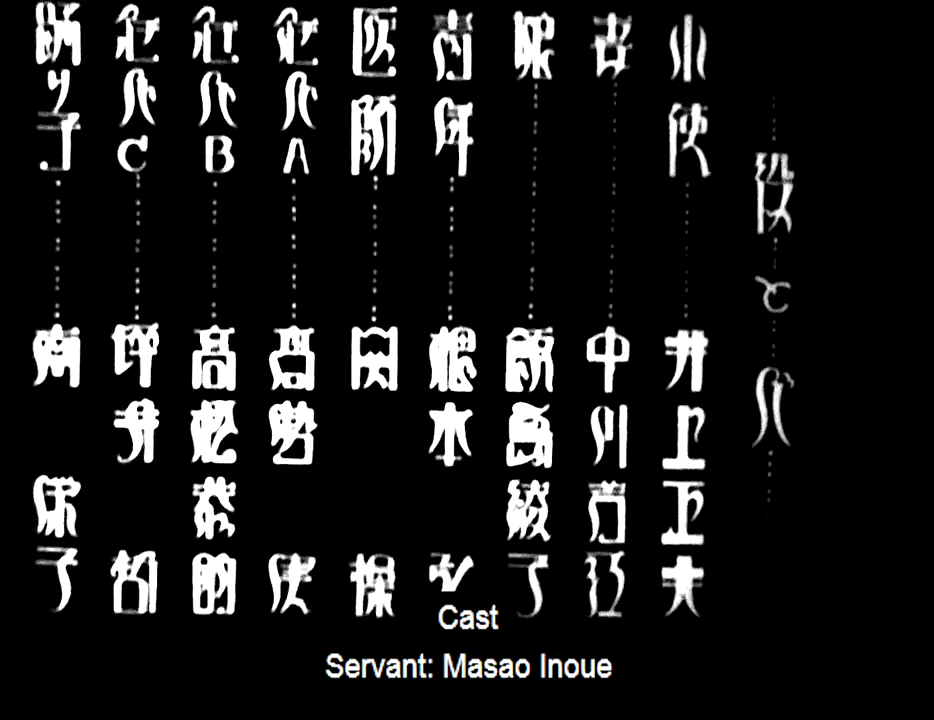 役と人
小使 井上正夫
妻 中川芳江
娘 飯島綾子
青年 根本弘
医師 関操
狂人A 高勢実
狂人B 高松恭助
狂人C 坪井哲
踊り子 南栄子
Cast
Servant: Masao Inoue